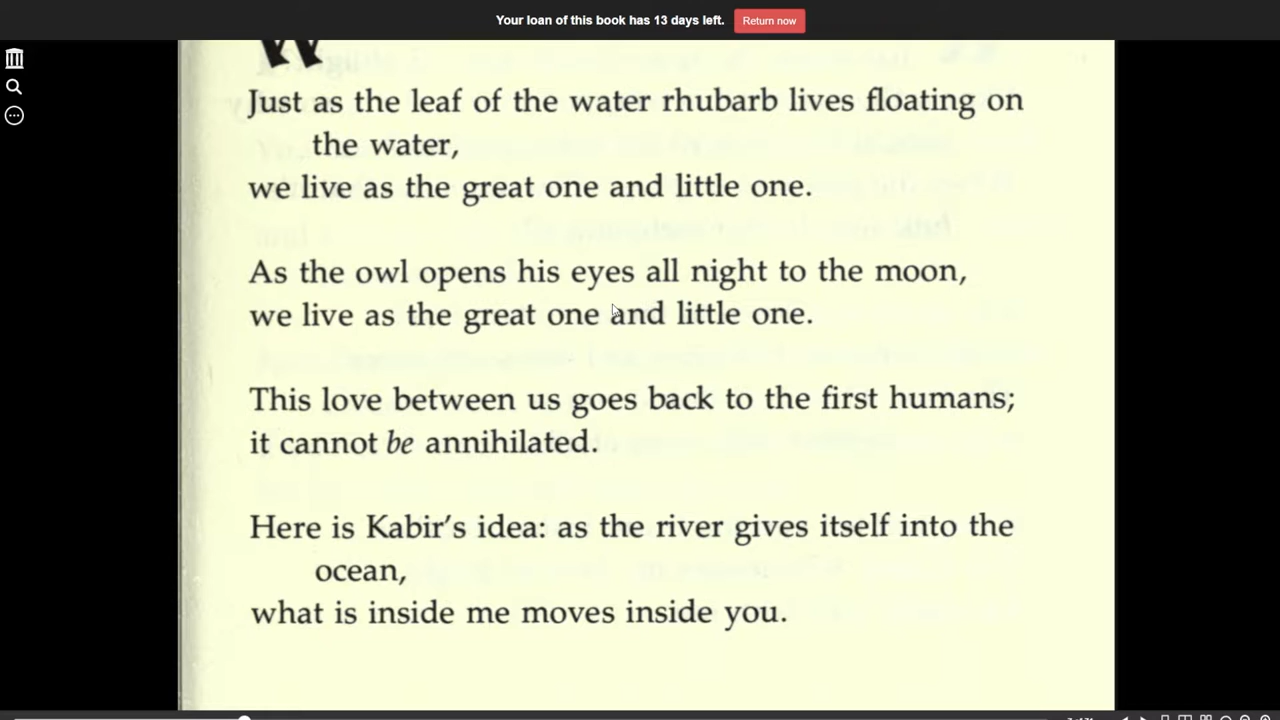 Your loan of this book has 13 days left. Return now
W
Just as the leaf of the water rhubarb lives floating on
the water,
we live as the great one and little one.
As the owl opens his eyes all night to the moon,
we live as the great one and little one.
This love between us goes back to the first humans;
it cannot be annihilated.
Here is Kabir's idea: as the river gives itself into the
ocean,
what is inside me moves inside you.